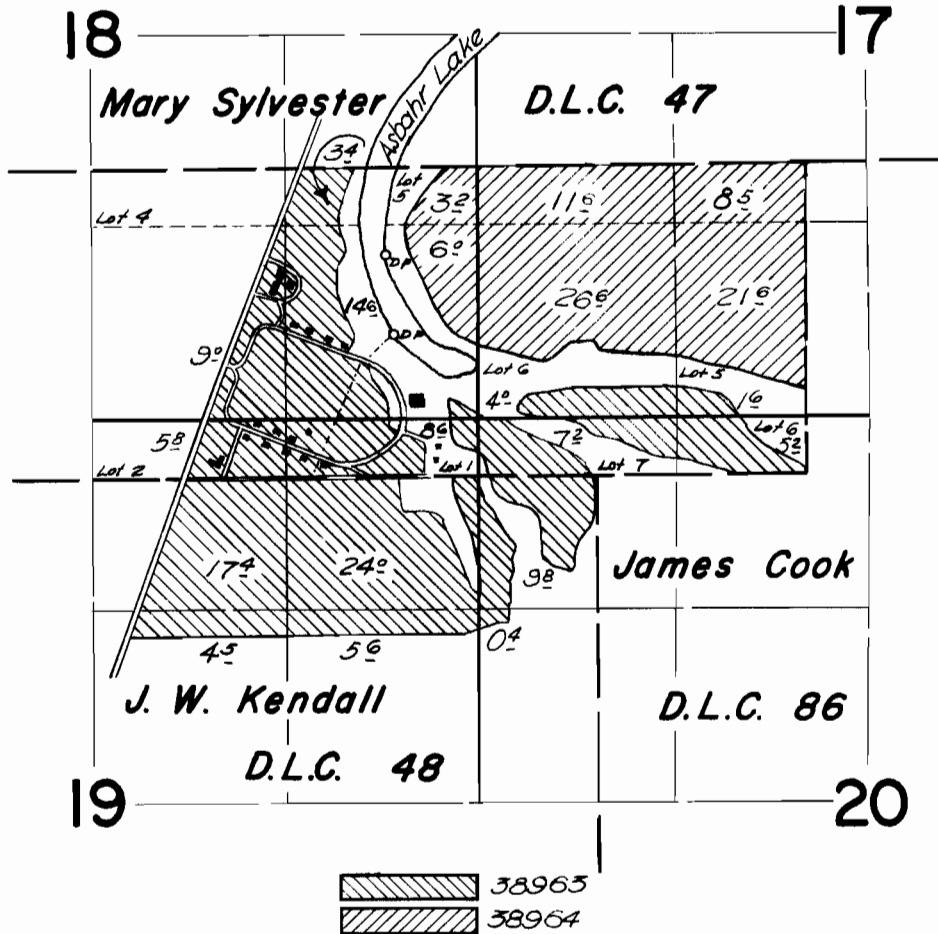 18 17
Mary Sylvester D.L.C. 47
Asbahr Lake
3.4
Lot 5 3.2 11.6 8.5
Lot 4
6.0
DP
26.6 21.6
14.6
DP
9.0
Lot 6 Lot 5
4.0 1.6
5.8 8.6 7.2 Lot 6
5.2
Lot 2 Lot 1 Lot 7
17.4 24.0 9.8 James Cook
4.5 5.6 0.4
J. W. Kendall D.L.C. 86
D.L.C. 48
19 20
38963
38964